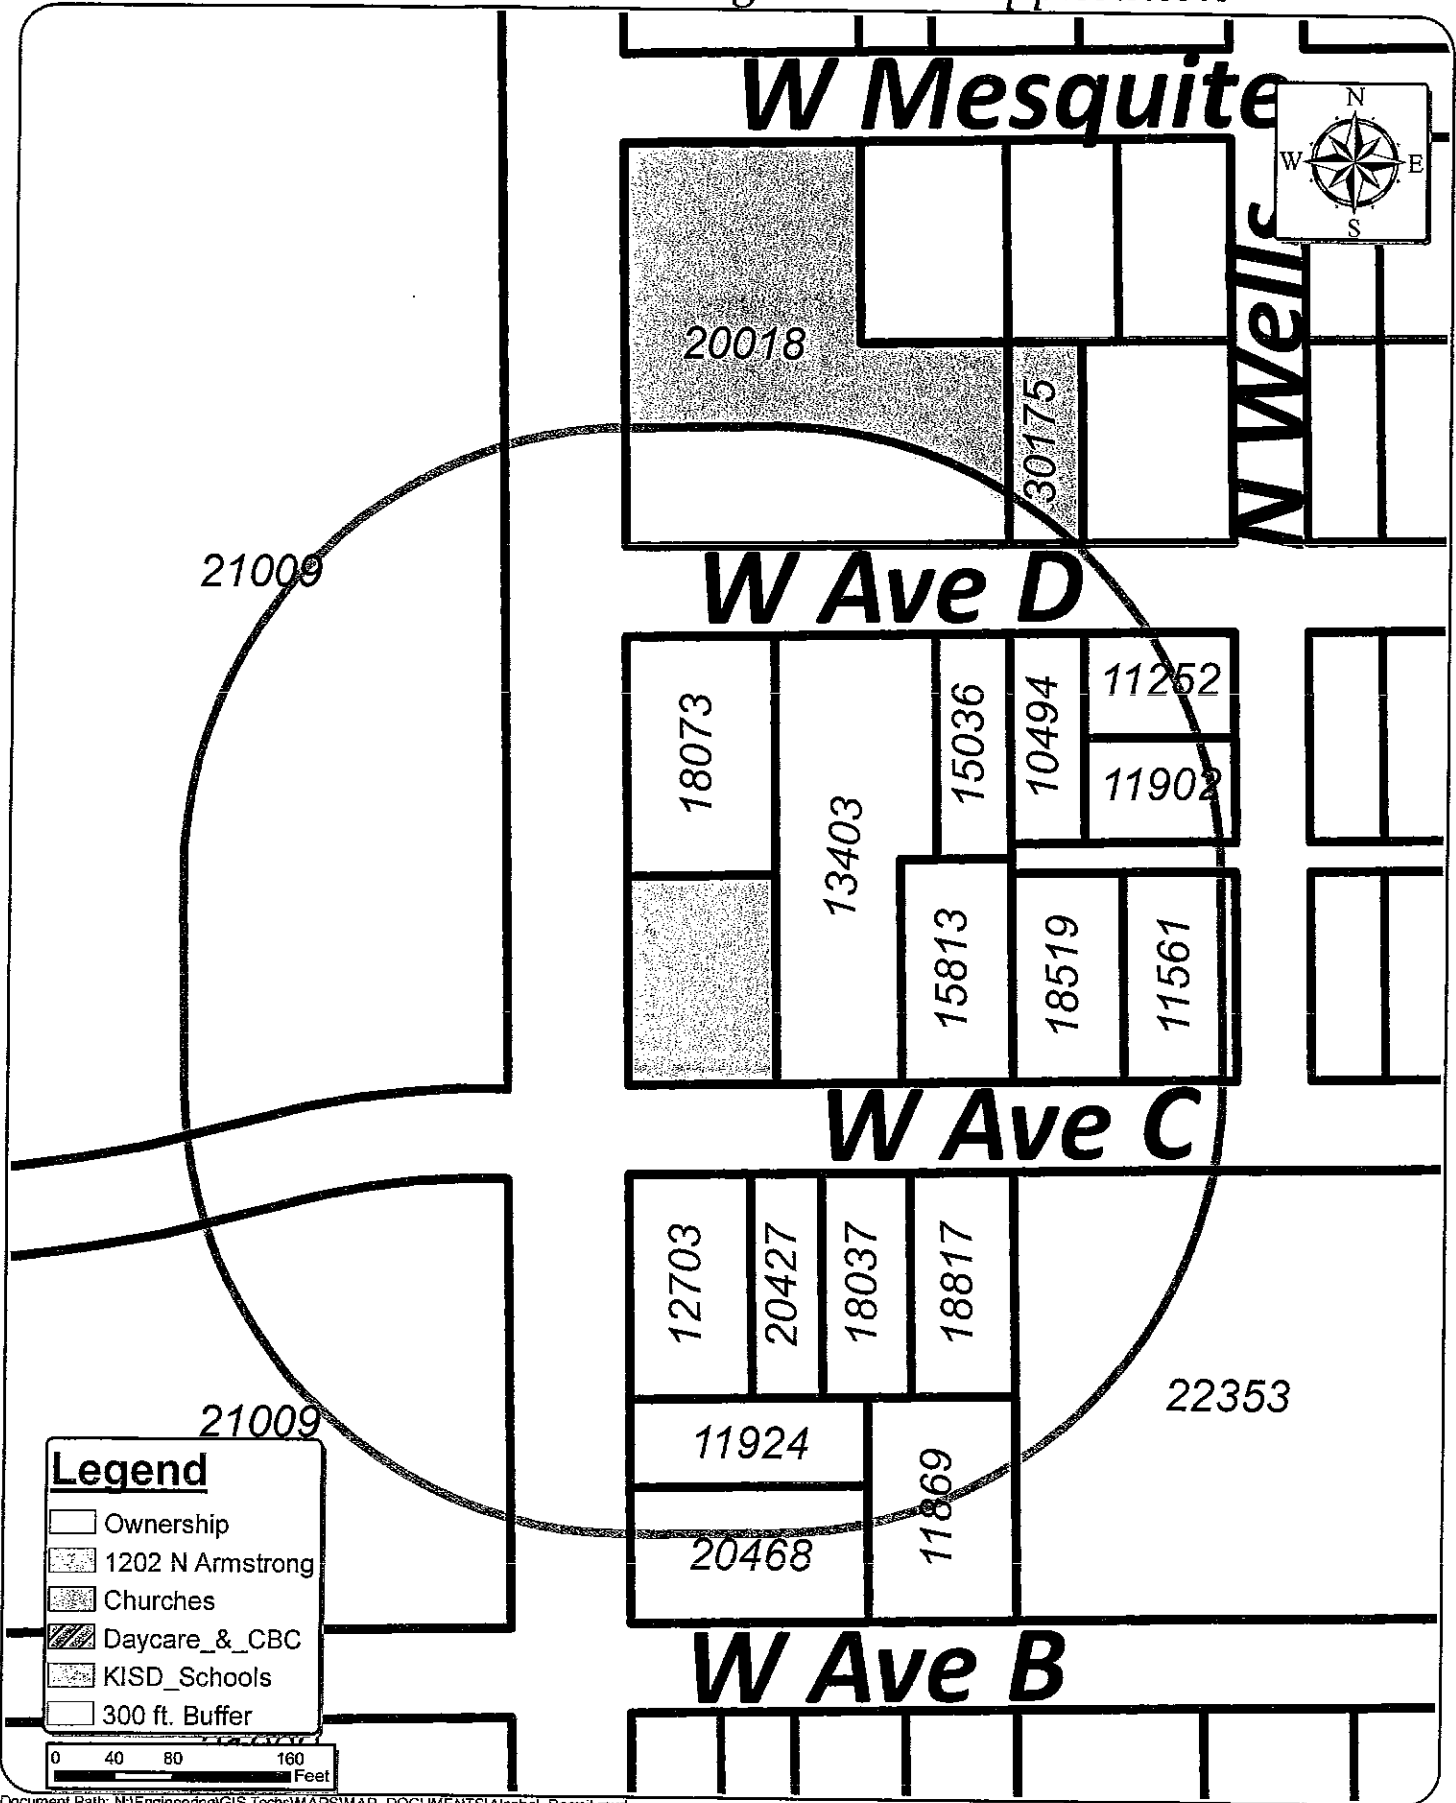 W Mesquite
N
W
E
S
N Wells
20018
30175
21009
W Ave D
18073
13403
15036
10494
11252
11902
15813
18519
11561
W Ave C
12703
20427
18037
18817
22353
21009
11924
11869
20468
Legend
Ownership
1202 N Armstrong
Churches
Daycare_&_CBC
KISD_Schools
300 ft. Buffer
W Ave B
0 40 80 160
Feet